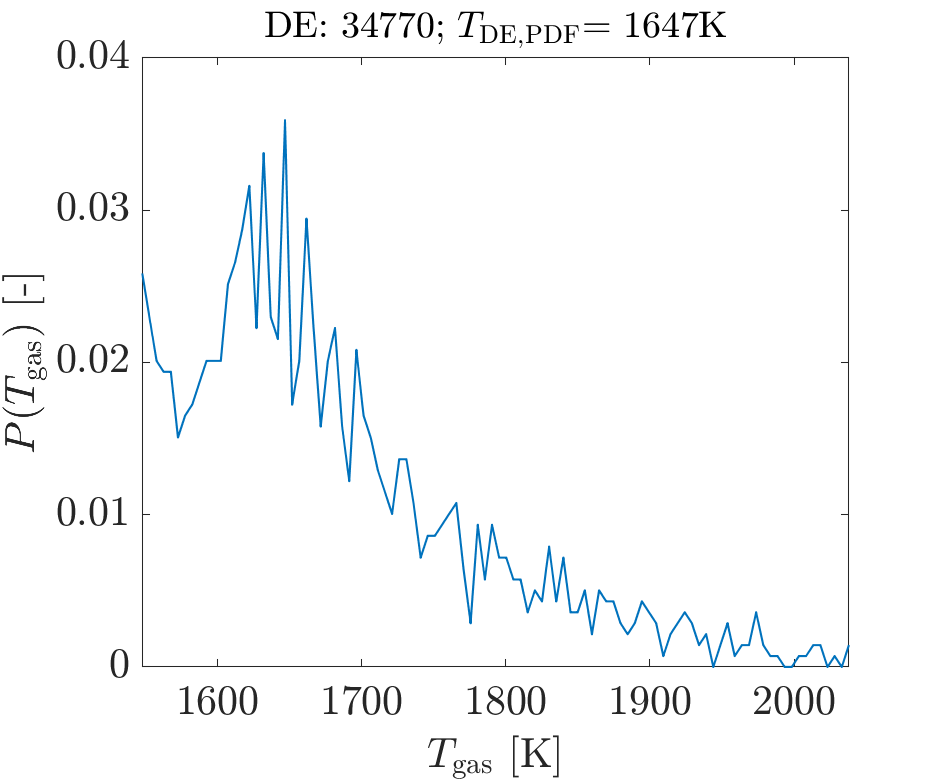 DE: 34770; T_DE,PDF= 1647K
0.04
0.03
0.02
0.01
0
P(T_gas) [-]
1600 1700 1800 1900 2000
T_gas [K]